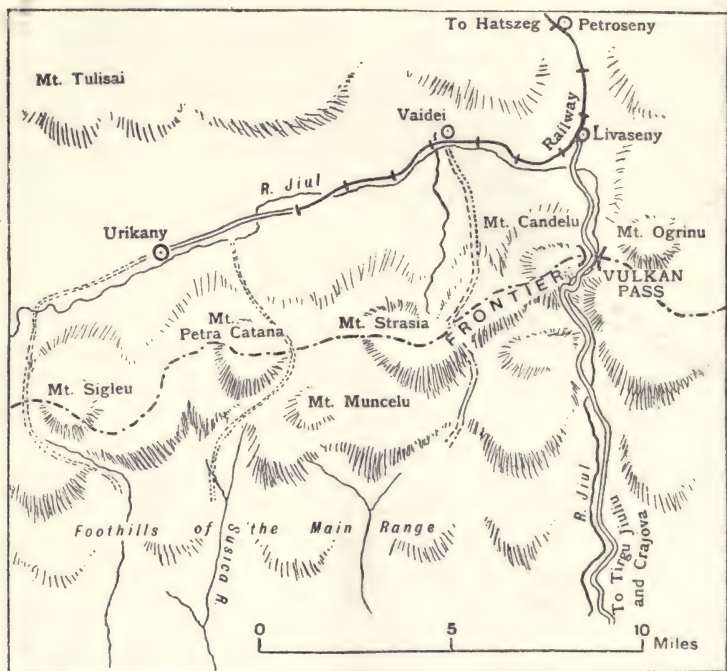 To Hatszeg
Petroseny
Mt. Tulisai
Vaidei
Railway
Livaseny
R. Jiul
Urikany
Mt. Candelu
Mt. Ogrinu
VULKAN
PASS
FRONTIER
Mt.
Petra Catana
Mt. Strasia
Mt. Sigleu
Mt. Muncelu
Foothills of the Main Range
Susica R.
R. Jiul
To Tirgu Jiulu
and Crajova
0 5 10
Miles